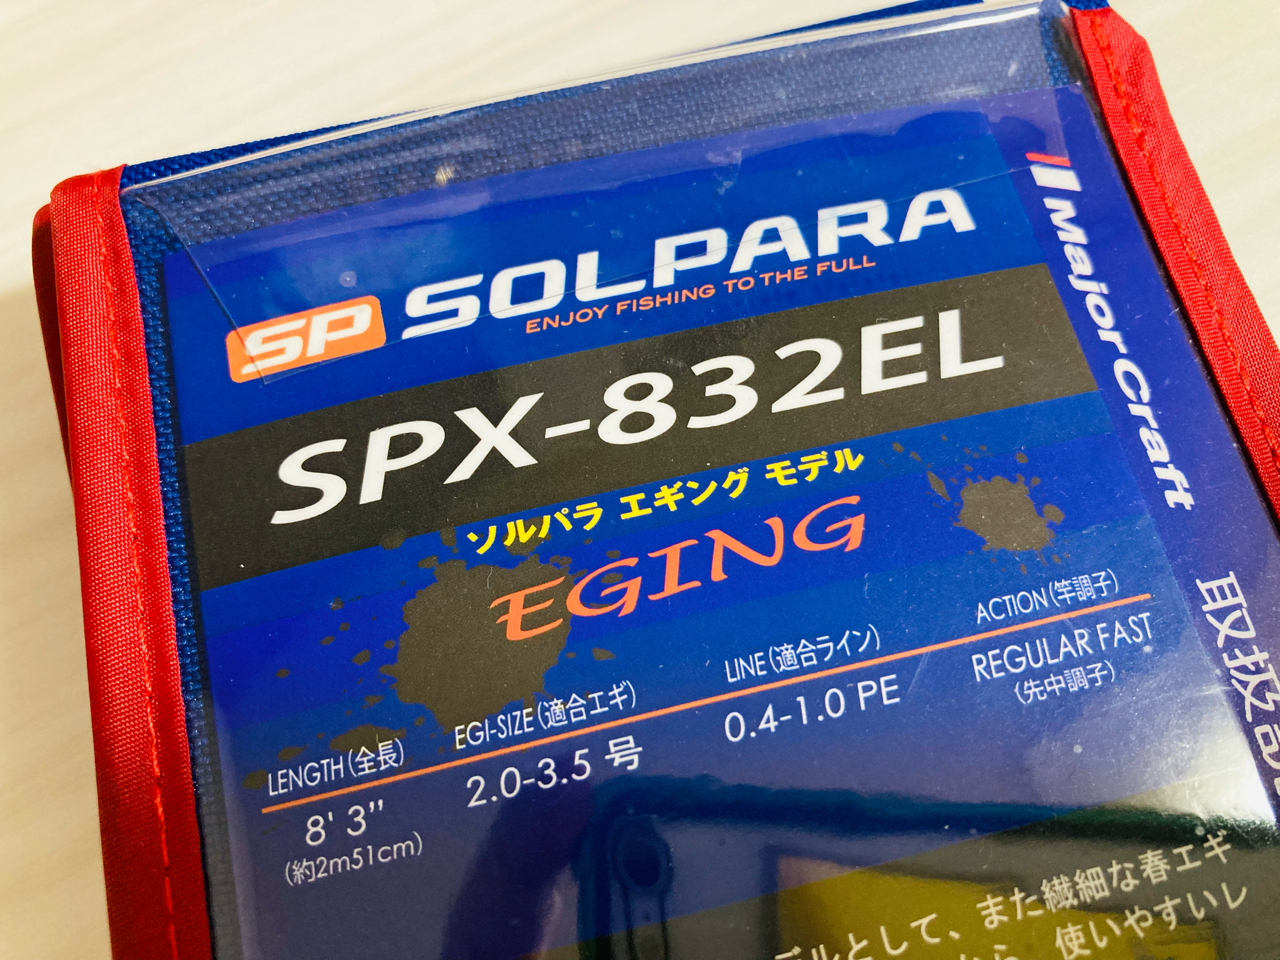 SP SOLPARA
ENJOY FISHING TO THE FULL
SPX-832EL
ソルパラ エギング モデル
EGING
LENGTH(全長)
8' 3”
(約2m51cm)
EGI-SIZE(適合エギ)
2.0-3.5 号
LINE(適合ライン)
0.4-1.0 PE
ACTION(竿調子)
REGULAR FAST
(先中調子)
Major Craft
取扱
デルとして、また繊細な春エギ
から、使いやすいレ